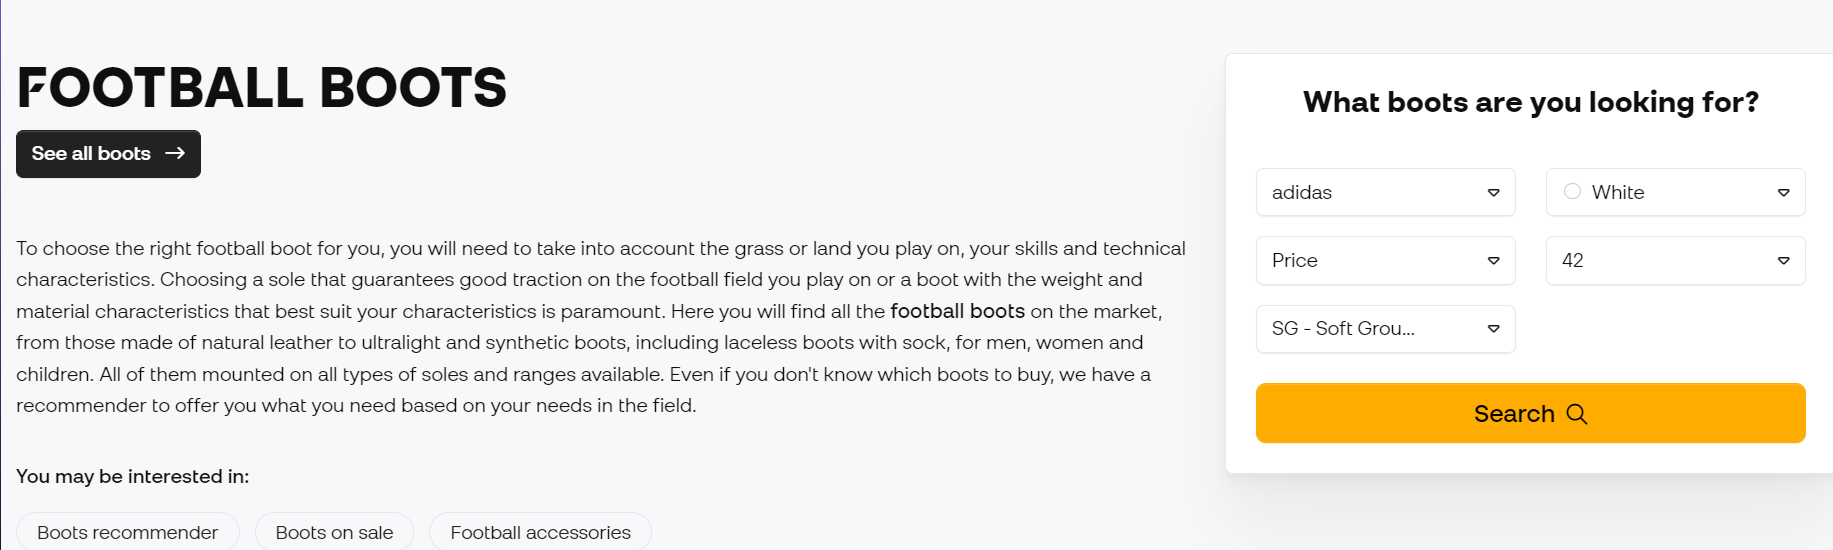 FOOTBALL BOOTS
See all boots
To choose the right football boot for you, you will need to take into account the grass or land you play on, your skills and technical
characteristics. Choosing a sole that guarantees good traction on the football field you play on or a boot with the weight and
material characteristics that best suit your characteristics is paramount. Here you will find all the football boots on the market,
from those made of natural leather to ultralight and synthetic boots, including laceless boots with sock, for men, women and
children. All of them mounted on all types of soles and ranges available. Even if you don't know which boots to buy, we have a
recommender to offer you what you need based on your needs in the field.
You may be interested in:
Boots recommender
Boots on sale
Football accessories
What boots are you looking for?
adidas
White
Price
42
SG - Soft Grou...
Search